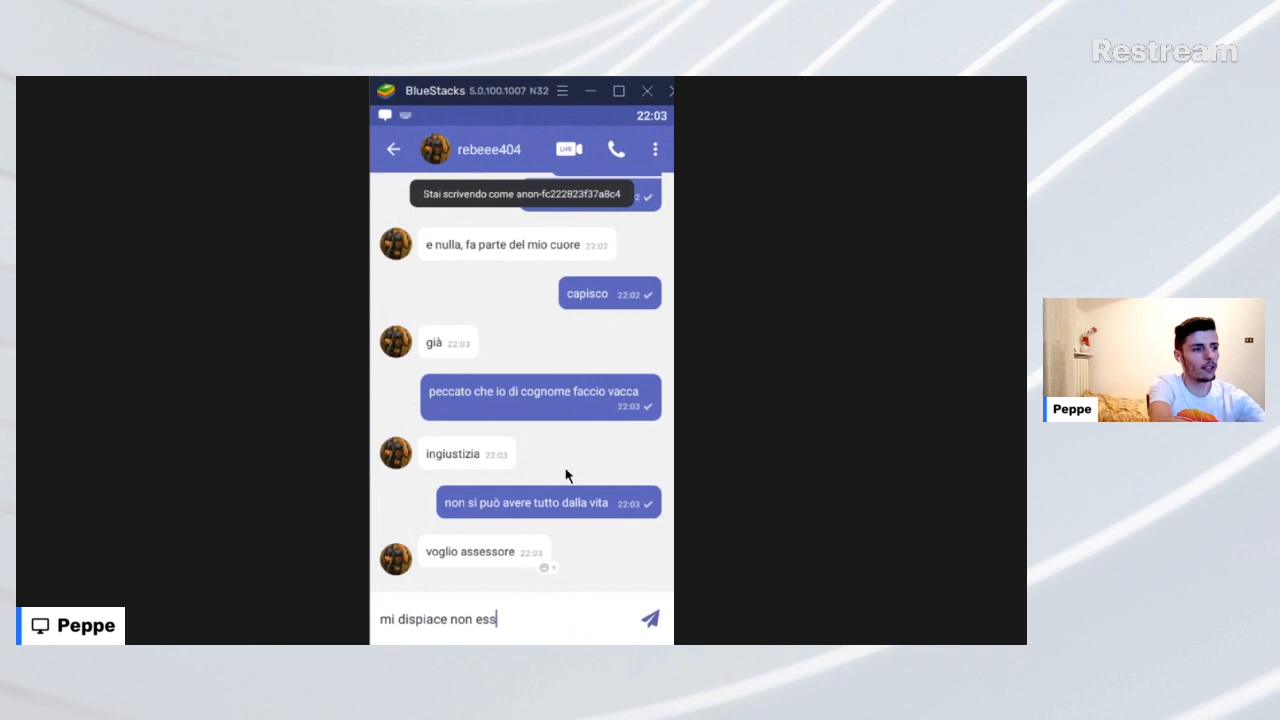 Restream
BlueStacks 5.0.100.1007 N32
22:03
rebeee404
LIVE
Stai scrivendo come anon-fc222823f37a8c4
2
e nulla, fa parte del mio cuore 22:02
capisco 22:02
già 22:03
peccato che io di cognome faccio vacca
22:03
ingiustizia 22:03
non si può avere tutto dalla vita 22:03
voglio assessore 22:03
mi dispiace non ess
Peppe
Peppe